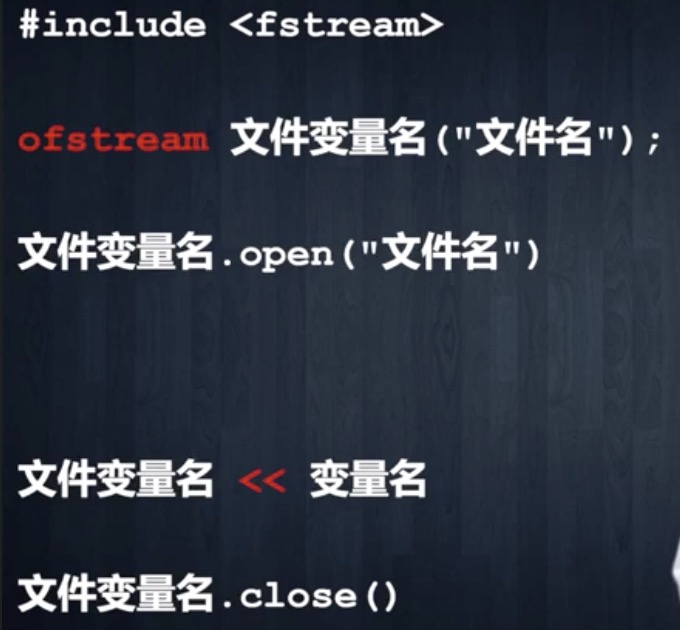 #include <fstream>
ofstream 文件变量名("文件名");
文件变量名.open("文件名")
文件变量名 << 变量名
文件变量名.close()